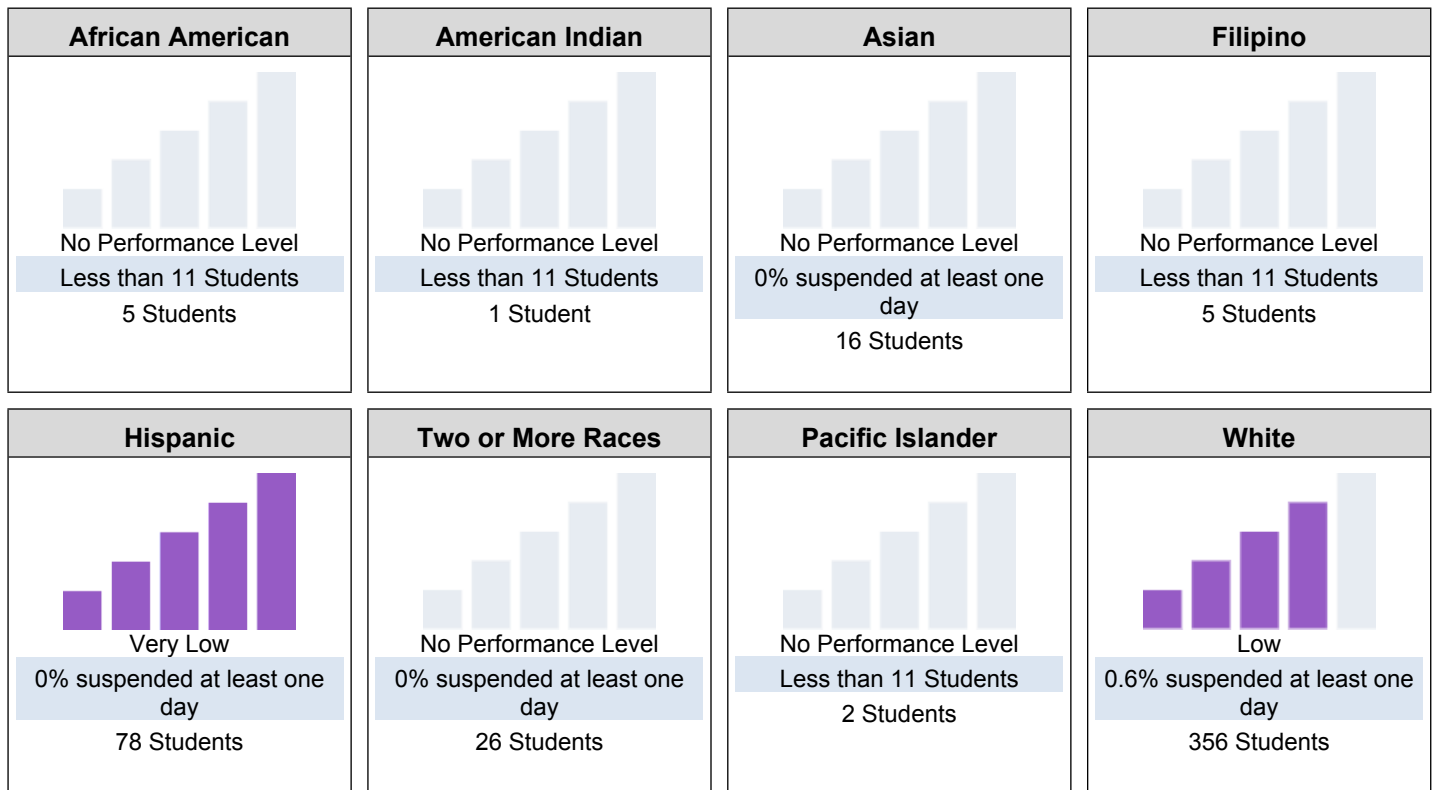 African American
No Performance Level
Less than 11 Students
5 Students
American Indian
No Performance Level
Less than 11 Students
1 Student
Asian
No Performance Level
0% suspended at least one
day
16 Students
Filipino
No Performance Level
Less than 11 Students
5 Students
Hispanic
Very Low
0% suspended at least one
day
78 Students
Two or More Races
No Performance Level
0% suspended at least one
day
26 Students
Pacific Islander
No Performance Level
Less than 11 Students
2 Students
White
Low
0.6% suspended at least one
day
356 Students